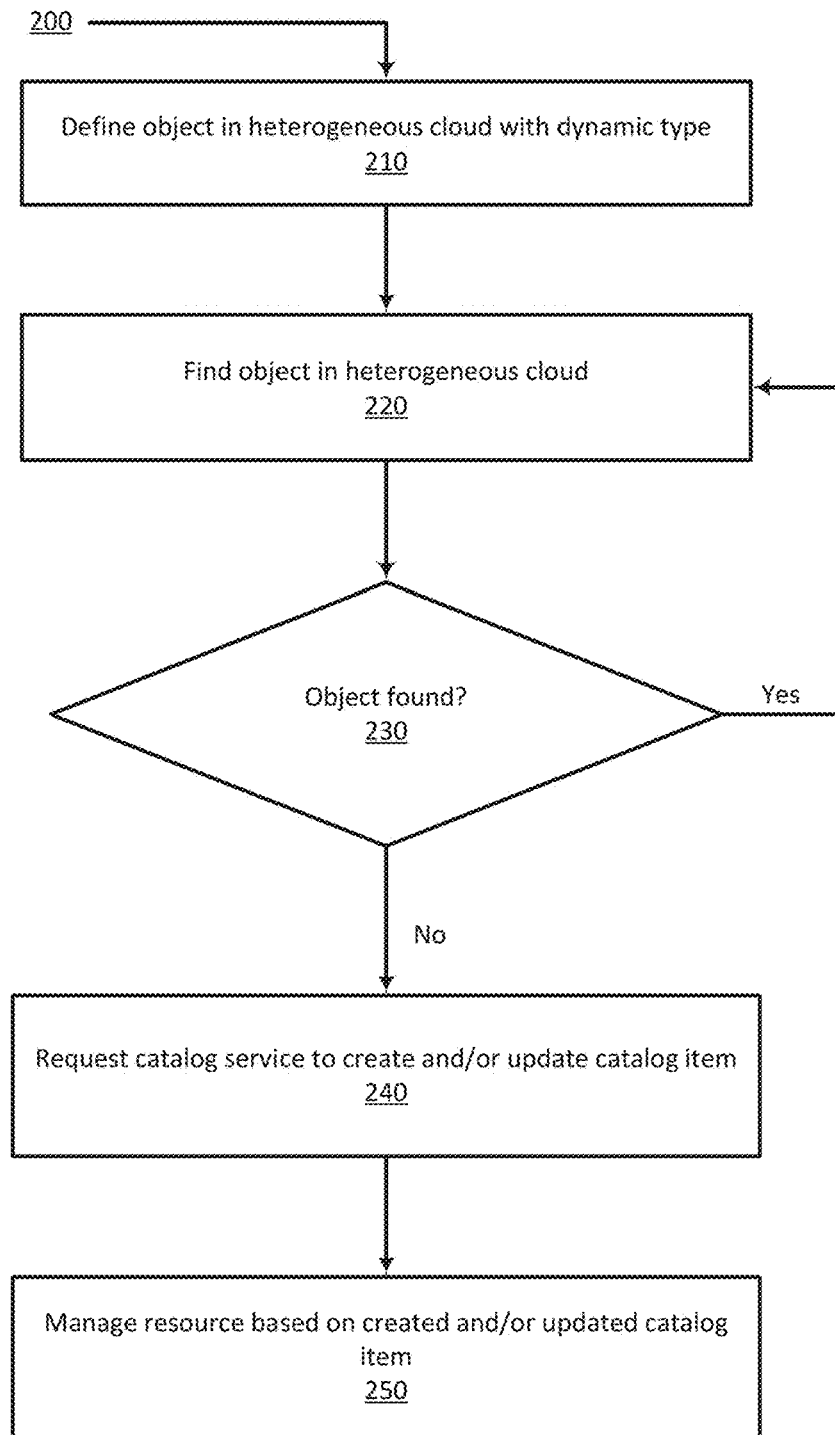 200
Define object in heterogeneous cloud with dynamic type
210
Find object in heterogeneous cloud
220
Object found?
230
Yes
No
Request catalog service to create and/or update catalog item
240
Manage resource based on created and/or updated catalog
item
250